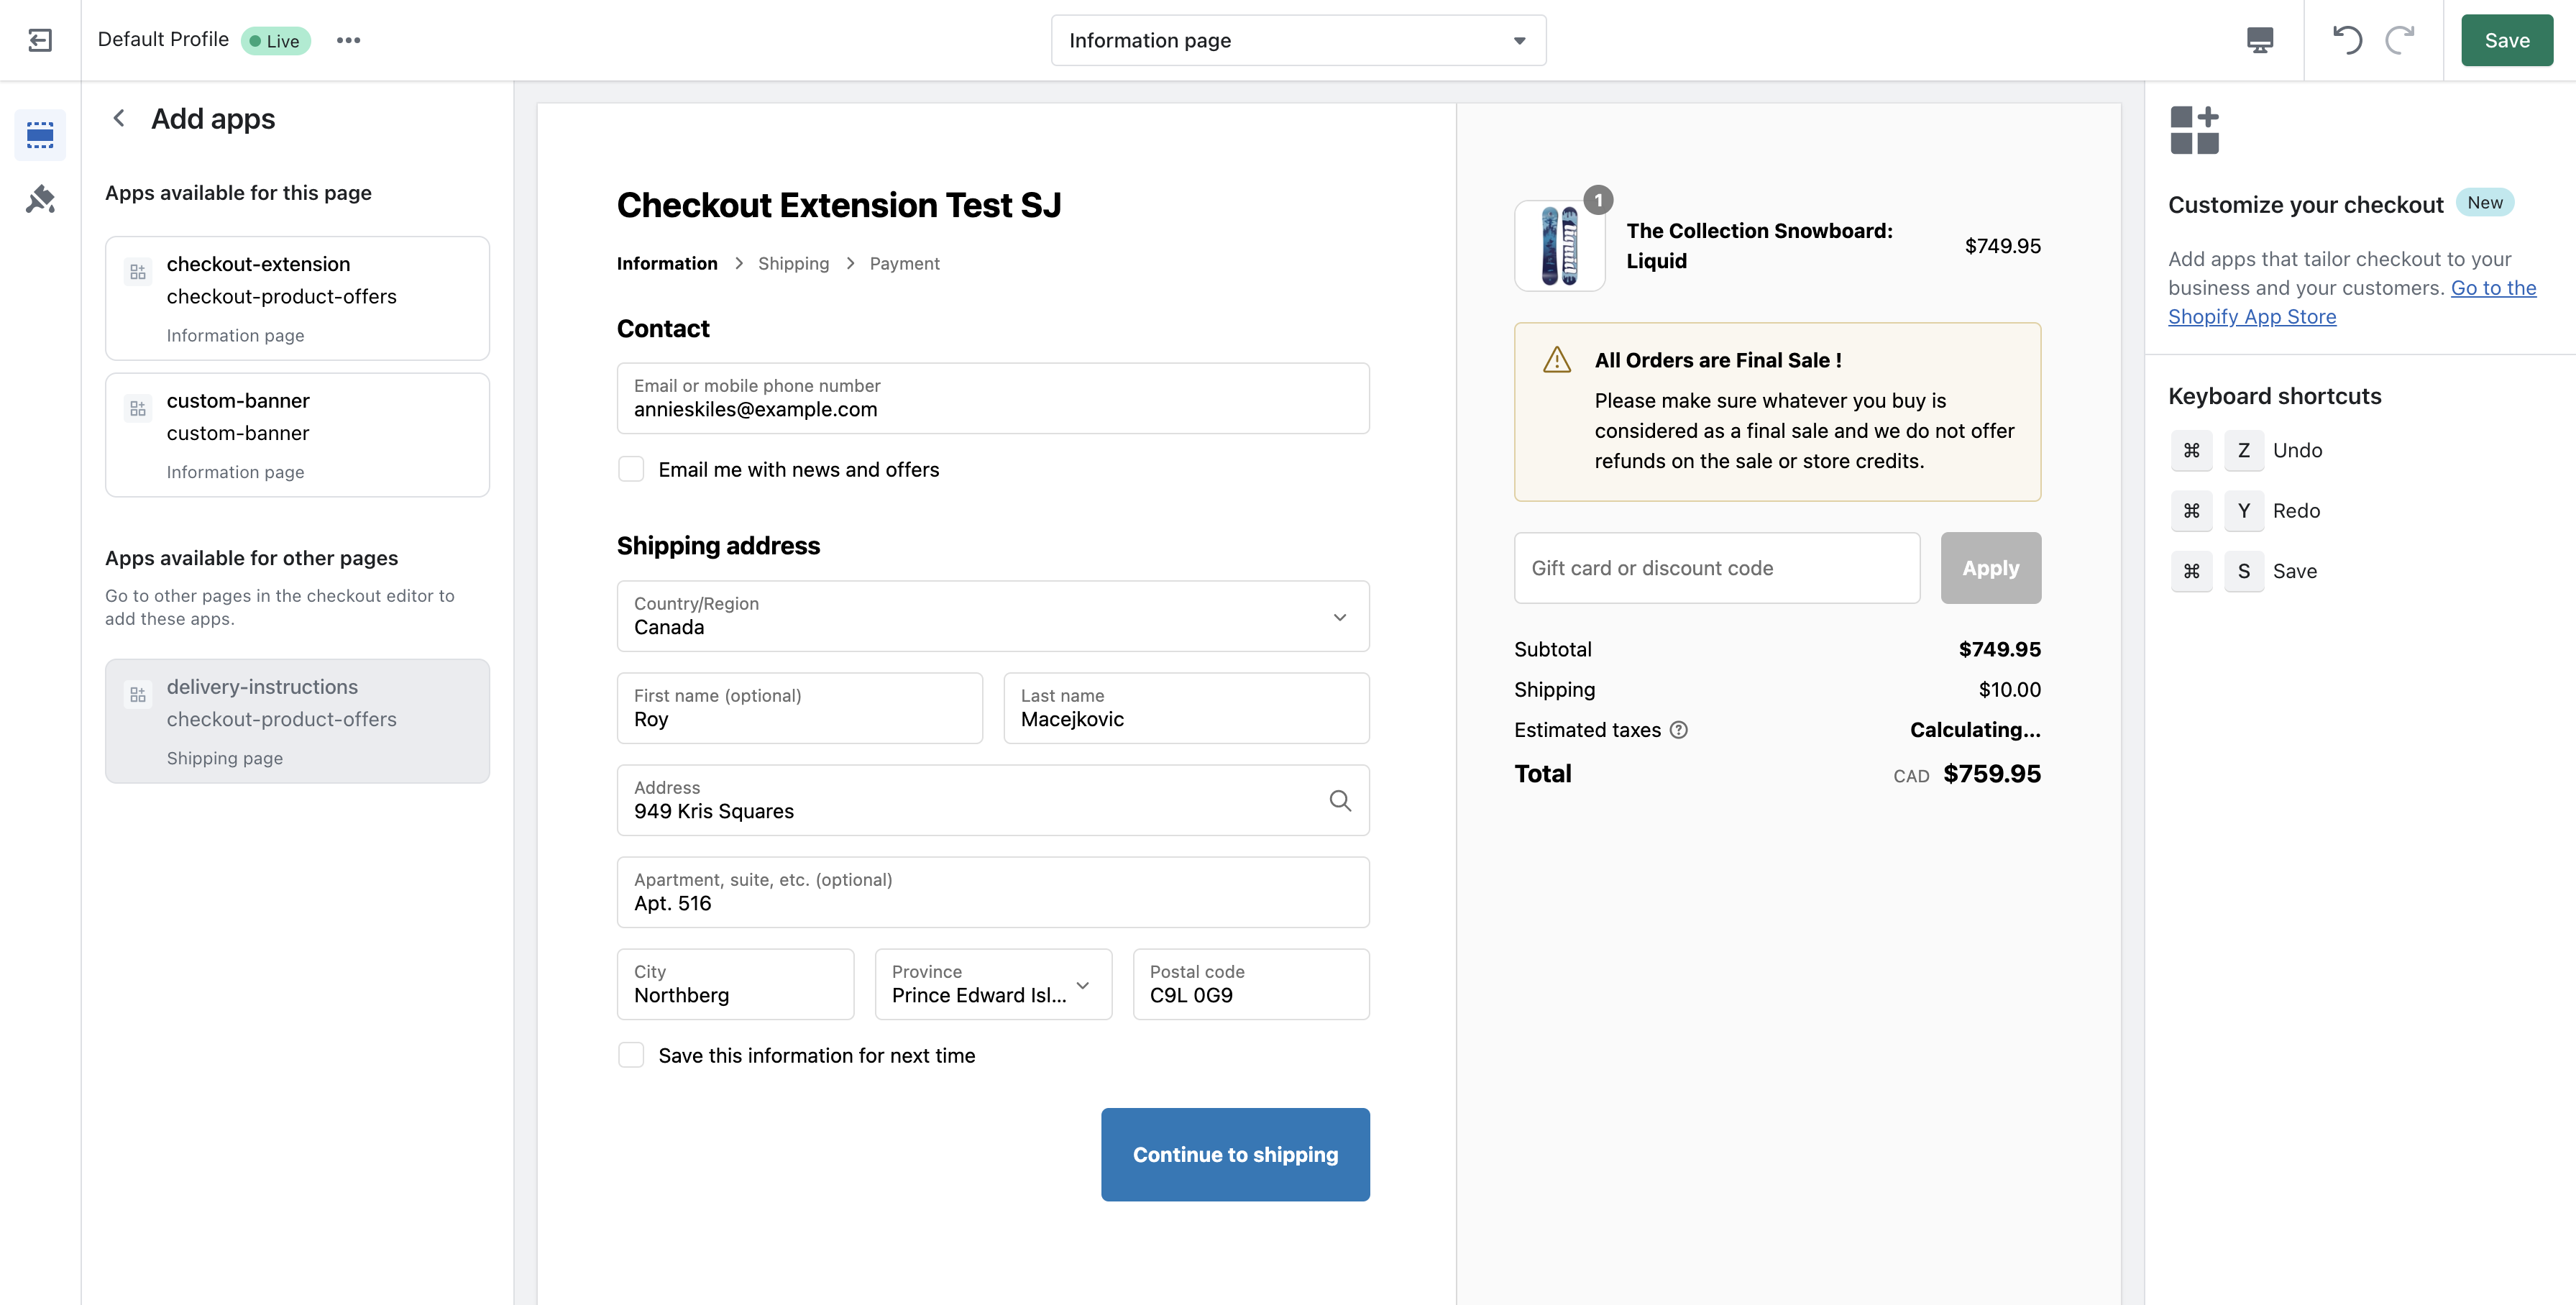 Default Profile
Live
Information page
Save
Add apps
Apps available for this page
checkout-extension
checkout-product-offers
Information page
custom-banner
custom-banner
Information page
Apps available for other pages
Go to other pages in the checkout editor to
add these apps.
delivery-instructions
checkout-product-offers
Shipping page
Checkout Extension Test SJ
Information > Shipping > Payment
Contact
Email or mobile phone number
annieskiles@example.com
Email me with news and offers
Shipping address
Country/Region
Canada
First name (optional)
Roy
Last name
Macejkovic
Address
949 Kris Squares
Apartment, suite, etc. (optional)
Apt. 516
City
Northberg
Province
Prince Edward Isl...
Postal code
C9L 0G9
Save this information for next time
Continue to shipping
1
The Collection Snowboard:
Liquid
$749.95
All Orders are Final Sale !
Please make sure whatever you buy is
considered as a final sale and we do not offer
refunds on the sale or store credits.
Gift card or discount code
Apply
Subtotal $749.95
Shipping $10.00
Estimated taxes Calculating...
Total CAD $759.95
Customize your checkout New
Add apps that tailor checkout to your
business and your customers. Go to the
Shopify App Store
Keyboard shortcuts
⌘ Z Undo
⌘ Y Redo
⌘ S Save